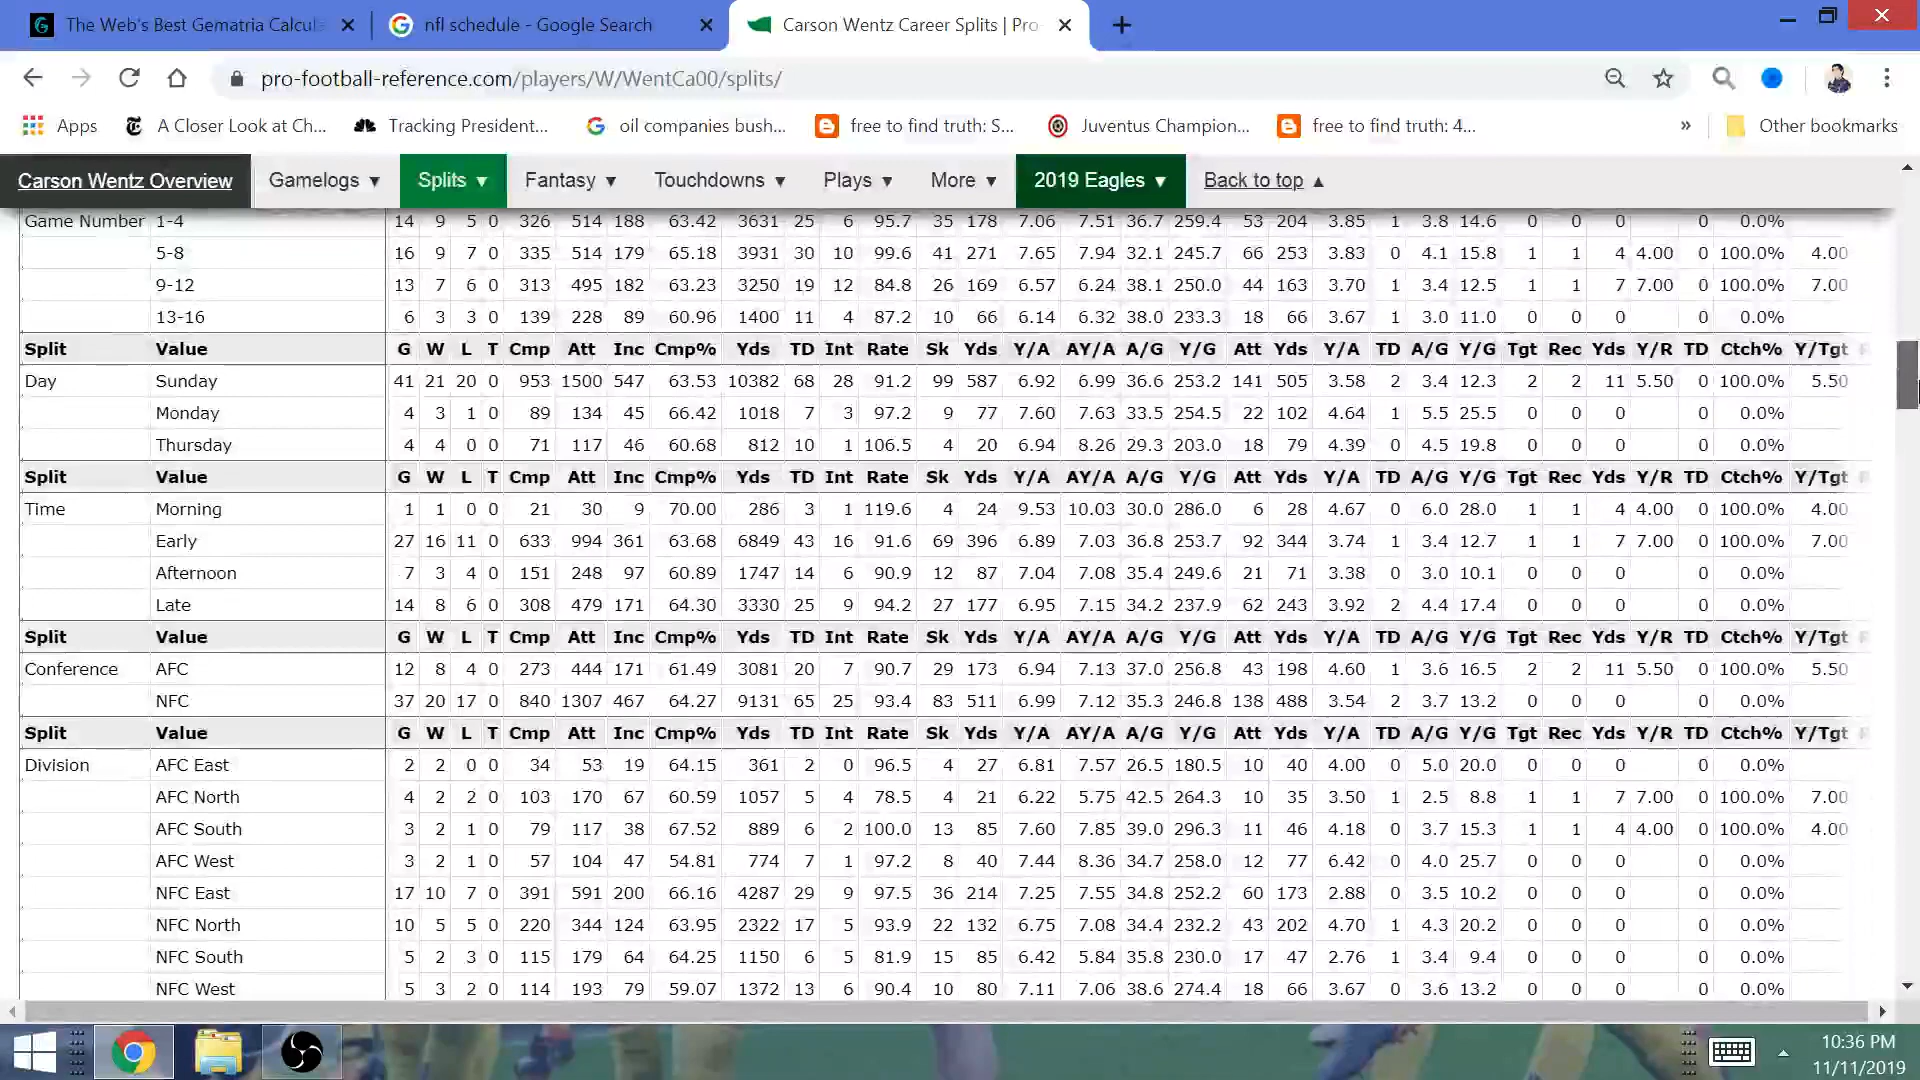 The Web's Best Gematria Calcul
nfl schedule - Google Search
Carson Wentz Career Splits | Pro-
pro-football-reference.com/players/W/WentCa00/splits/
Apps
A Closer Look at Ch...
Tracking President...
oil companies bush...
free to find truth: S...
Juventus Champion...
free to find truth: 4...
»
Other bookmarks
Carson Wentz Overview Gamelogs ▼ Splits ▼ Fantasy ▼ Touchdowns ▼ Plays ▼ More ▼ 2019 Eagles ▼ Back to top ▲
Game Number 1-4 14 9 5 0 326 514 188 63.42 3631 25 6 95.7 35 178 7.06 7.51 36.7 259.4 53 204 3.85 1 3.8 14.6 0 0 0 0 0.0%
5-8 16 9 7 0 335 514 179 65.18 3931 30 10 99.6 41 271 7.65 7.94 32.1 245.7 66 253 3.83 0 4.1 15.8 1 1 4 4.00 0 100.0% 4.00
9-12 13 7 6 0 313 495 182 63.23 3250 19 12 84.8 26 169 6.57 6.24 38.1 250.0 44 163 3.70 1 3.4 12.5 1 1 7 7.00 0 100.0% 7.00
13-16 6 3 3 0 139 228 89 60.96 1400 11 4 87.2 10 66 6.14 6.32 38.0 233.3 18 66 3.67 1 3.0 11.0 0 0 0 0 0.0%
Split Value G W L T Cmp Att Inc Cmp% Yds TD Int Rate Sk Yds Y/A AY/A A/G Y/G Att Yds Y/A TD A/G Y/G Tgt Rec Yds Y/R TD Ctch% Y/Tgt
Day Sunday 41 21 20 0 953 1500 547 63.53 10382 68 28 91.2 99 587 6.92 6.99 36.6 253.2 141 505 3.58 2 3.4 12.3 2 2 11 5.50 0 100.0% 5.50
Monday 4 3 1 0 89 134 45 66.42 1018 7 3 97.2 9 77 7.60 7.63 33.5 254.5 22 102 4.64 1 5.5 25.5 0 0 0 0 0.0%
Thursday 4 4 0 0 71 117 46 60.68 812 10 1 106.5 4 20 6.94 8.26 29.3 203.0 18 79 4.39 0 4.5 19.8 0 0 0 0 0.0%
Split Value G W L T Cmp Att Inc Cmp% Yds TD Int Rate Sk Yds Y/A AY/A A/G Y/G Att Yds Y/A TD A/G Y/G Tgt Rec Yds Y/R TD Ctch% Y/Tgt
Time Morning 1 1 0 0 21 30 9 70.00 286 3 1 119.6 4 24 9.53 10.03 30.0 286.0 6 28 4.67 0 6.0 28.0 1 1 4 4.00 0 100.0% 4.00
Early 27 16 11 0 633 994 361 63.68 6849 43 16 91.6 69 396 6.89 7.03 36.8 253.7 92 344 3.74 1 3.4 12.7 1 1 7 7.00 0 100.0% 7.00
Afternoon 7 3 4 0 151 248 97 60.89 1747 14 6 90.9 12 87 7.04 7.08 35.4 249.6 21 71 3.38 0 3.0 10.1 0 0 0 0 0.0%
Late 14 8 6 0 308 479 171 64.30 3330 25 9 94.2 27 177 6.95 7.15 34.2 237.9 62 243 3.92 2 4.4 17.4 0 0 0 0 0.0%
Split Value G W L T Cmp Att Inc Cmp% Yds TD Int Rate Sk Yds Y/A AY/A A/G Y/G Att Yds Y/A TD A/G Y/G Tgt Rec Yds Y/R TD Ctch% Y/Tgt
Conference AFC 12 8 4 0 273 444 171 61.49 3081 20 7 90.7 29 173 6.94 7.13 37.0 256.8 43 198 4.60 1 3.6 16.5 2 2 11 5.50 0 100.0% 5.50
NFC 37 20 17 0 840 1307 467 64.27 9131 65 25 93.4 83 511 6.99 7.12 35.3 246.8 138 488 3.54 2 3.7 13.2 0 0 0 0 0.0%
Split Value G W L T Cmp Att Inc Cmp% Yds TD Int Rate Sk Yds Y/A AY/A A/G Y/G Att Yds Y/A TD A/G Y/G Tgt Rec Yds Y/R TD Ctch% Y/Tgt
Division AFC East 2 2 0 0 34 53 19 64.15 361 2 0 96.5 4 27 6.81 7.57 26.5 180.5 10 40 4.00 0 5.0 20.0 0 0 0 0 0.0%
AFC North 4 2 2 0 103 170 67 60.59 1057 5 4 78.5 4 21 6.22 5.75 42.5 264.3 10 35 3.50 1 2.5 8.8 1 1 7 7.00 0 100.0% 7.00
AFC South 3 2 1 0 79 117 38 67.52 889 6 2 100.0 13 85 7.60 7.85 39.0 296.3 11 46 4.18 0 3.7 15.3 1 1 4 4.00 0 100.0% 4.00
AFC West 3 2 1 0 57 104 47 54.81 774 7 1 97.2 8 40 7.44 8.36 34.7 258.0 12 77 6.42 0 4.0 25.7 0 0 0 0 0.0%
NFC East 17 10 7 0 391 591 200 66.16 4287 29 9 97.5 36 214 7.25 7.55 34.8 252.2 60 173 2.88 0 3.5 10.2 0 0 0 0 0.0%
NFC North 10 5 5 0 220 344 124 63.95 2322 17 5 93.9 22 132 6.75 7.08 34.4 232.2 43 202 4.70 1 4.3 20.2 0 0 0 0 0.0%
NFC South 5 2 3 0 115 179 64 64.25 1150 6 5 81.9 15 85 6.42 5.84 35.8 230.0 17 47 2.76 1 3.4 9.4 0 0 0 0 0.0%
NFC West 5 3 2 0 114 193 79 59.07 1372 13 6 90.4 10 80 7.11 7.06 38.6 274.4 18 66 3.67 0 3.6 13.2 0 0 0 0 0.0%
10:36 PM
11/11/2019